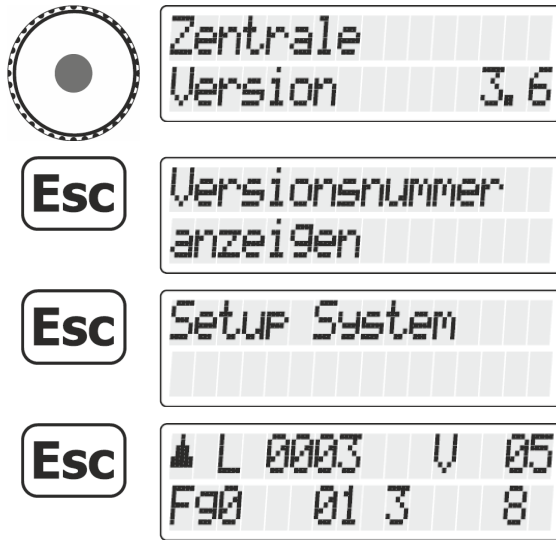 Zentrale
Version 3.6
Esc
Versionsnummer
anzeigen
Esc
Setup System
Esc
L 0003 V 05
Fg0 01 3 8